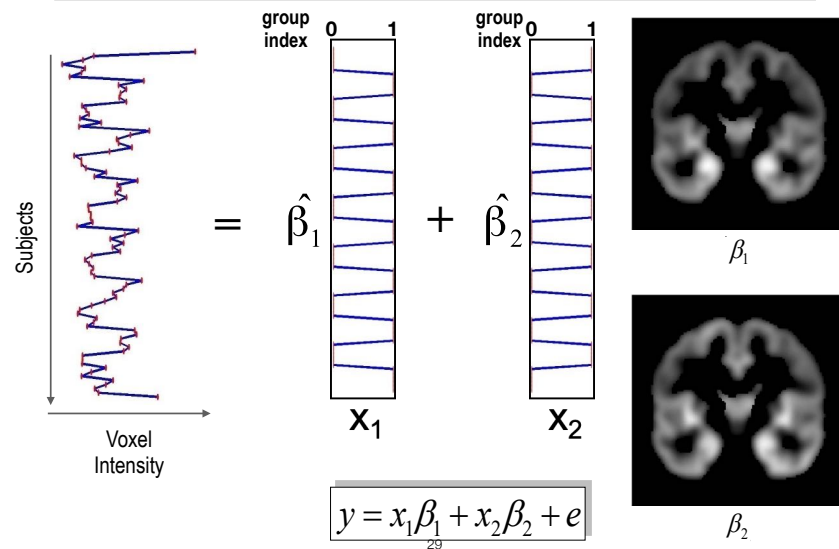 Subjects
Voxel
Intensity
=
β̂₁
group
index
0 1
x₁
+
β̂₂
group
index
0 1
x₂
β₁
β₂
y = x₁β₁ + x₂β₂ + e
29